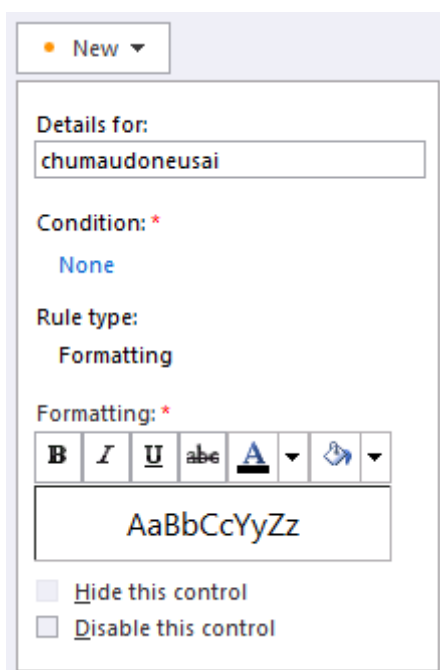 New
Details for:
chumaudoneusai
Condition: *
None
Rule type:
Formatting
Formatting: *
B I U abc A
AaBbCcYyZz
Hide this control
Disable this control